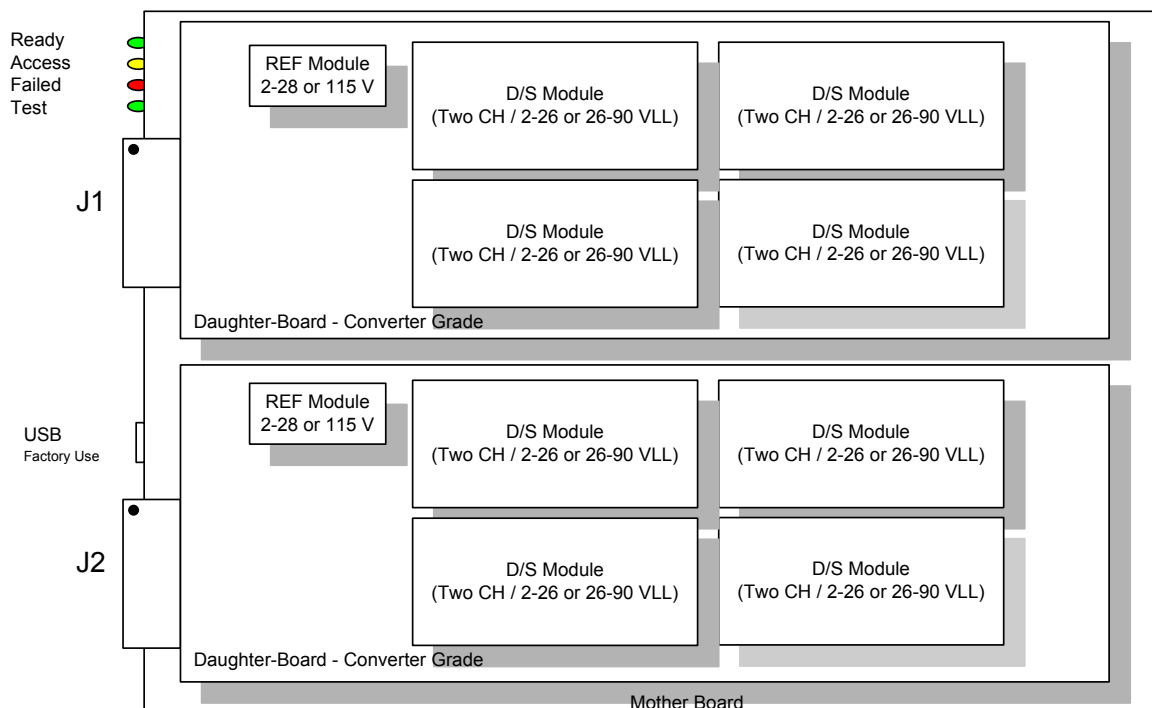 Ready
Access
Failed
Test
REF Module
2-28 or 115 V
D/S Module
(Two CH / 2-26 or 26-90 VLL)
D/S Module
(Two CH / 2-26 or 26-90 VLL)
J1
D/S Module
(Two CH / 2-26 or 26-90 VLL)
D/S Module
(Two CH / 2-26 or 26-90 VLL)
Daughter-Board - Converter Grade
REF Module
2-28 or 115 V
D/S Module
(Two CH / 2-26 or 26-90 VLL)
D/S Module
(Two CH / 2-26 or 26-90 VLL)
USB
Factory Use
J2
D/S Module
(Two CH / 2-26 or 26-90 VLL)
D/S Module
(Two CH / 2-26 or 26-90 VLL)
Daughter-Board - Converter Grade
Mother Board